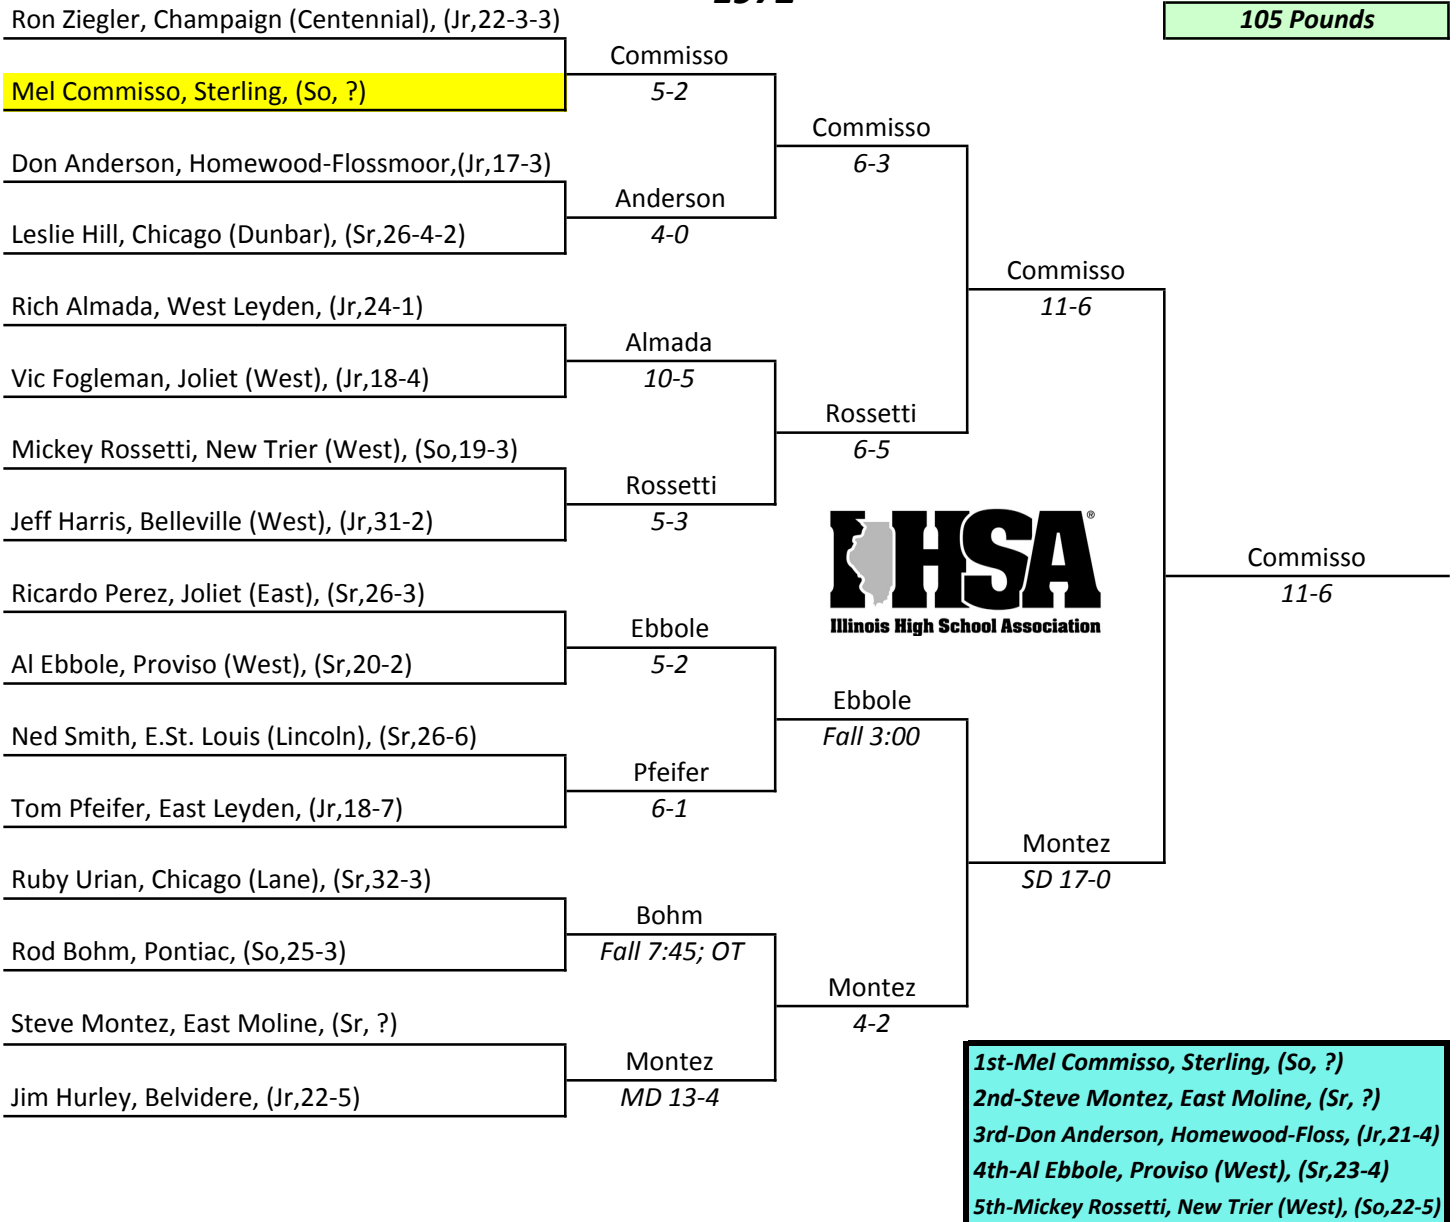 105 Pounds
Ron Ziegler, Champaign (Centennial), (Jr,22-3-3)
Mel Commisso, Sterling, (So, ?)
Don Anderson, Homewood-Flossmoor,(Jr,17-3)
Leslie Hill, Chicago (Dunbar), (Sr,26-4-2)
Rich Almada, West Leyden, (Jr,24-1)
Vic Fogleman, Joliet (West), (Jr,18-4)
Mickey Rossetti, New Trier (West), (So,19-3)
Jeff Harris, Belleville (West), (Jr,31-2)
Ricardo Perez, Joliet (East), (Sr,26-3)
Al Ebbole, Proviso (West), (Sr,20-2)
Ned Smith, E.St. Louis (Lincoln), (Sr,26-6)
Tom Pfeifer, East Leyden, (Jr,18-7)
Ruby Urian, Chicago (Lane), (Sr,32-3)
Rod Bohm, Pontiac, (So,25-3)
Steve Montez, East Moline, (Sr, ?)
Jim Hurley, Belvidere, (Jr,22-5)
Commisso
5-2
Anderson
4-0
Almada
10-5
Rossetti
5-3
Ebbole
5-2
Pfeifer
6-1
Bohm
Fall 7:45; OT
Montez
MD 13-4
Commisso
6-3
Rossetti
6-5
Ebbole
Fall 3:00
Montez
4-2
Commisso
11-6
Montez
SD 17-0
Commisso
11-6
IHSA®
Illinois High School Association
1st-Mel Commisso, Sterling, (So, ?)
2nd-Steve Montez, East Moline, (Sr, ?)
3rd-Don Anderson, Homewood-Floss, (Jr,21-4)
4th-Al Ebbole, Proviso (West), (Sr,23-4)
5th-Mickey Rossetti, New Trier (West), (So,22-5)